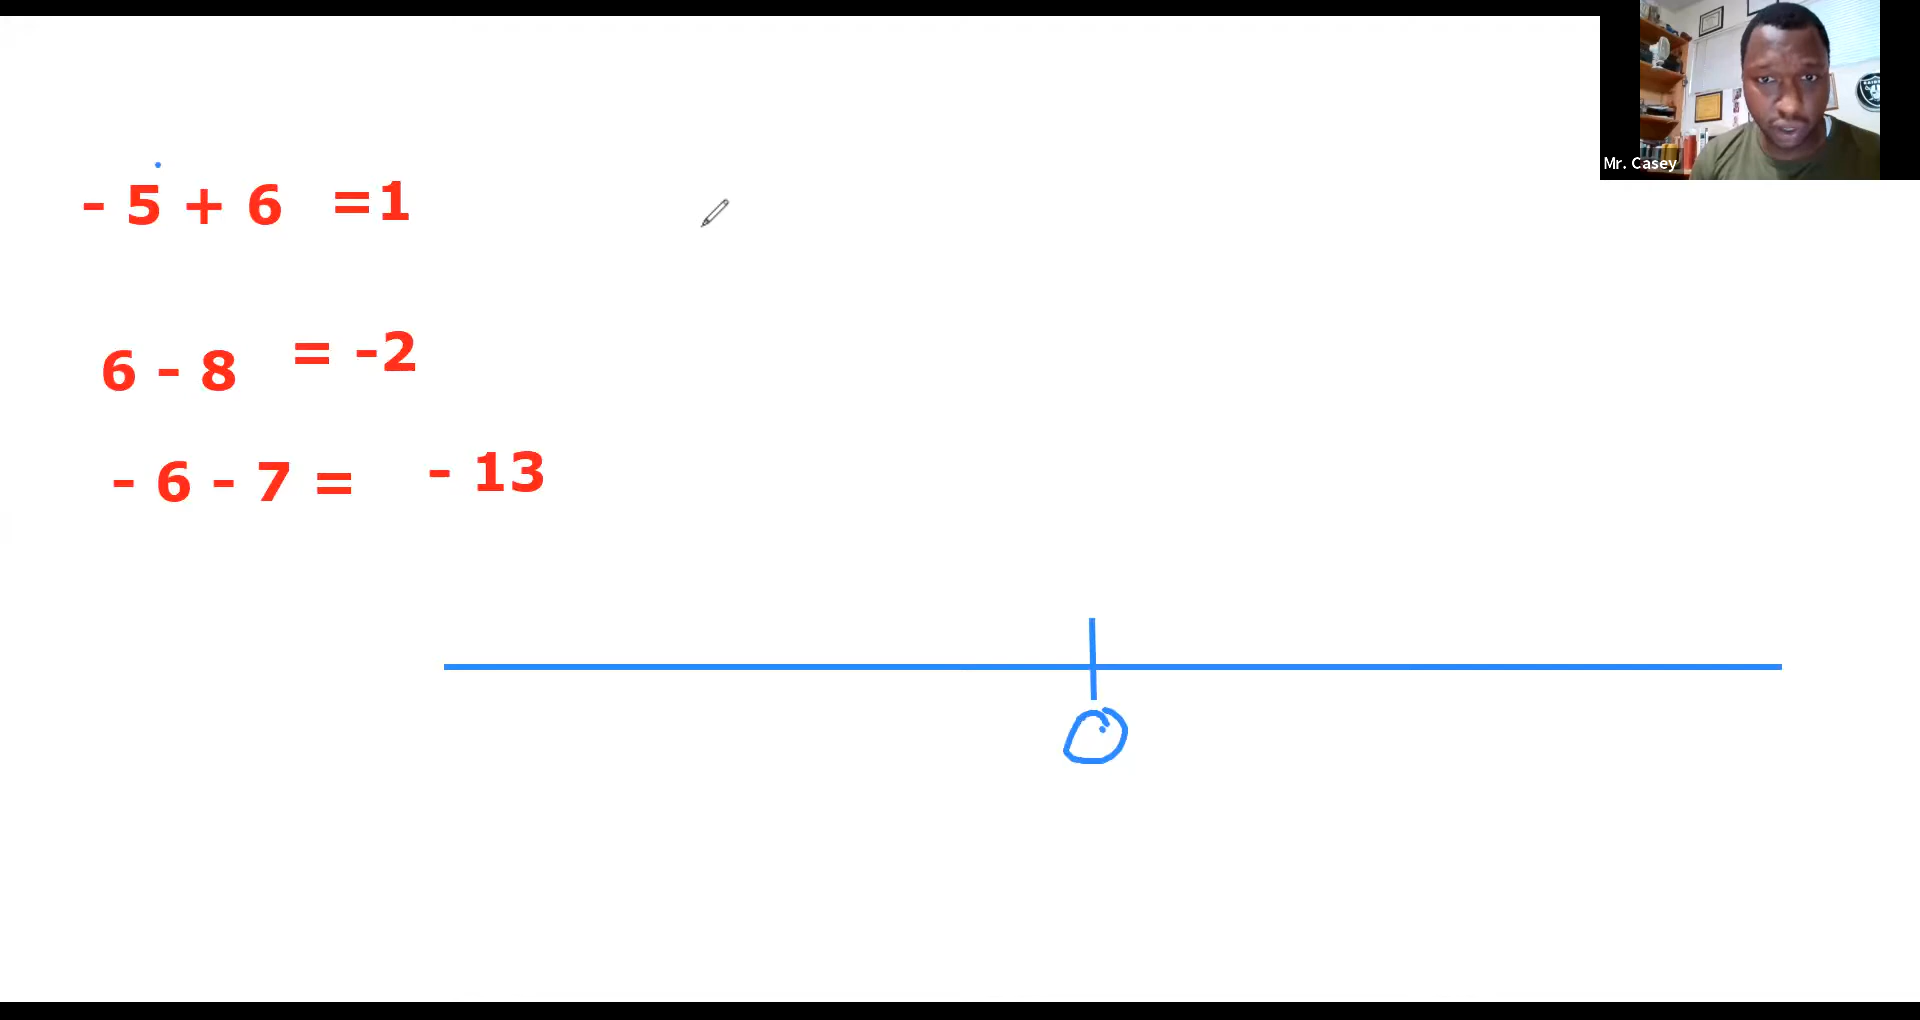 - 5 + 6 =1
6 - 8 = -2
- 6 - 7 = - 13
0
Mr. Casey